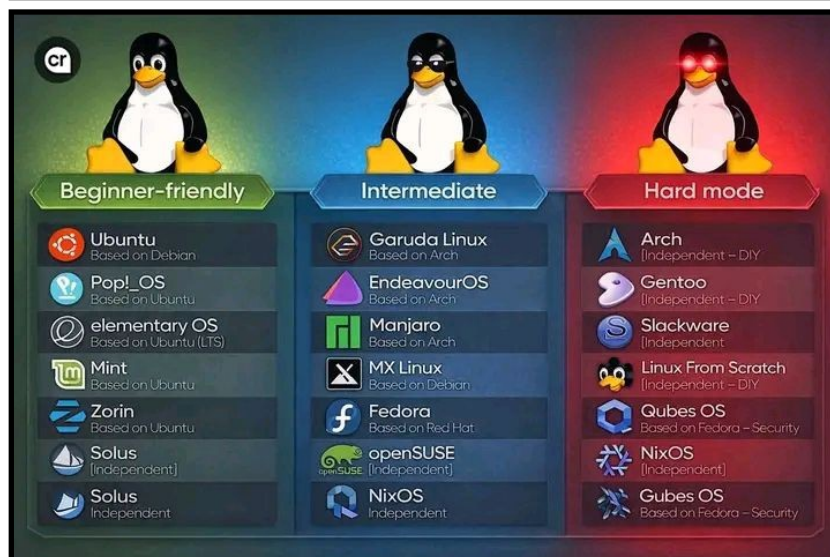 cr
Beginner-friendly
Ubuntu
Based on Debian
Pop!_OS
Based on Ubuntu
elementary OS
Based on Ubuntu (LTS)
Mint
Based on Ubuntu
Zorin
Based on Ubuntu
Solus
[Independent]
Solus
Independent
Intermediate
Garuda Linux
Based on Arch
EndeavourOS
Based on Arch
Manjaro
Based on Arch
MX Linux
Based on Debian
Fedora
Based on Red Hat
openSUSE
openSUSE
[Independent]
NixOS
Independent
Hard mode
Arch
[Independent – DIY
Gentoo
[Independent – DIY
Slackware
[Independent
Linux From Scratch
[Independent – DIY
Qubes OS
Based on Fedora – Security
NixOS
[Independent]
Gubes OS
Based on Fedora – Security